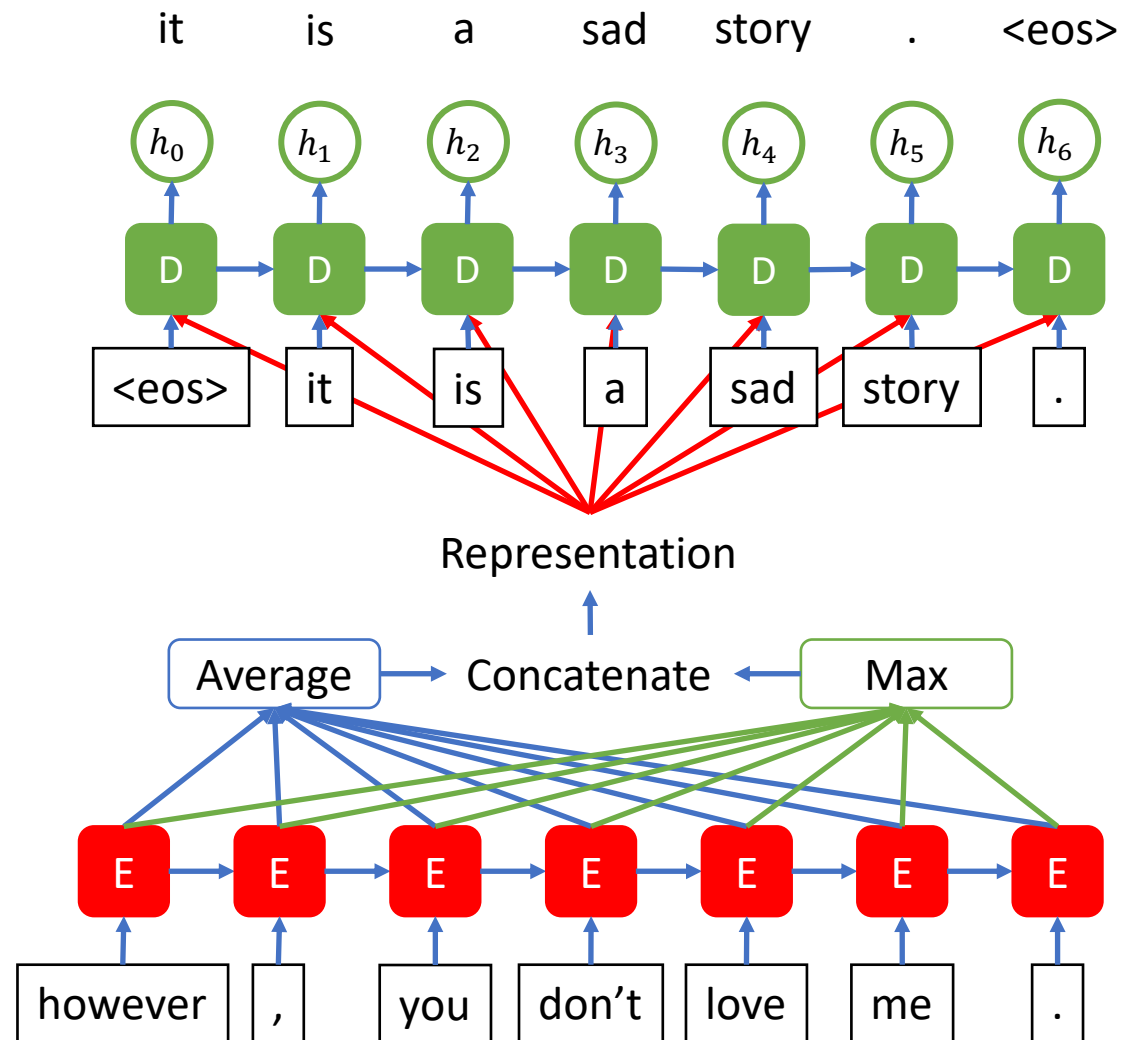 it is a sad story . <eos>
h₀ h₁ h₂ h₃ h₄ h₅ h₆
D D D D D D D
<eos> it is a sad story .
Representation
Average Concatenate Max
E E E E E E E
however , you don’t love me .